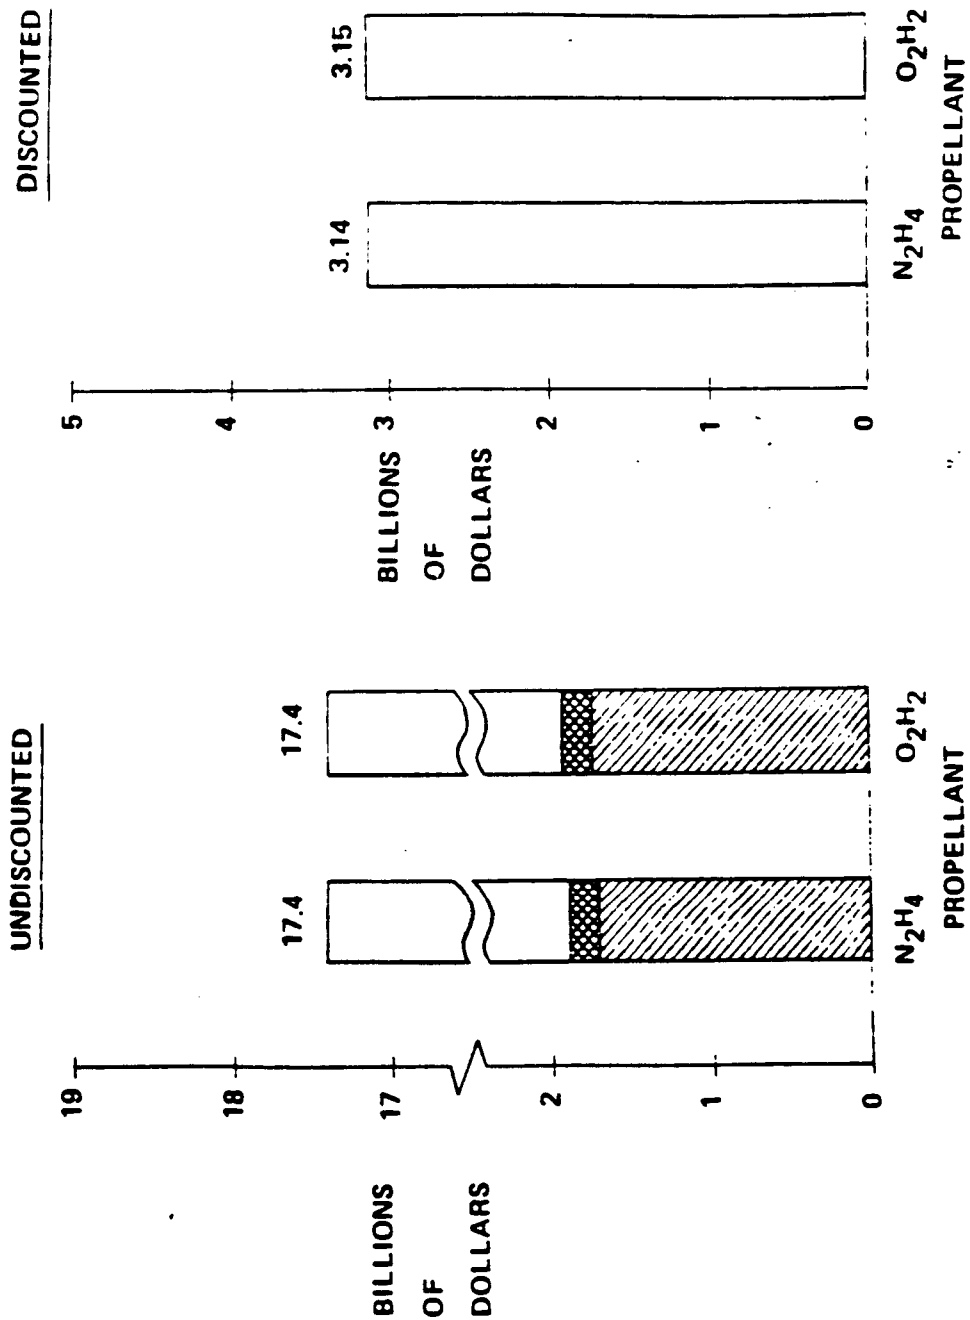 UNDISCOUNTED
BILLIONS
OF
DOLLARS
19
18
17
2
1
0
17.4
17.4
N₂H₄
O₂H₂
PROPELLANT
DISCOUNTED
BILLIONS
OF
DOLLARS
5
4
3
2
1
0
3.14
3.15
N₂H₄
O₂H₂
PROPELLANT